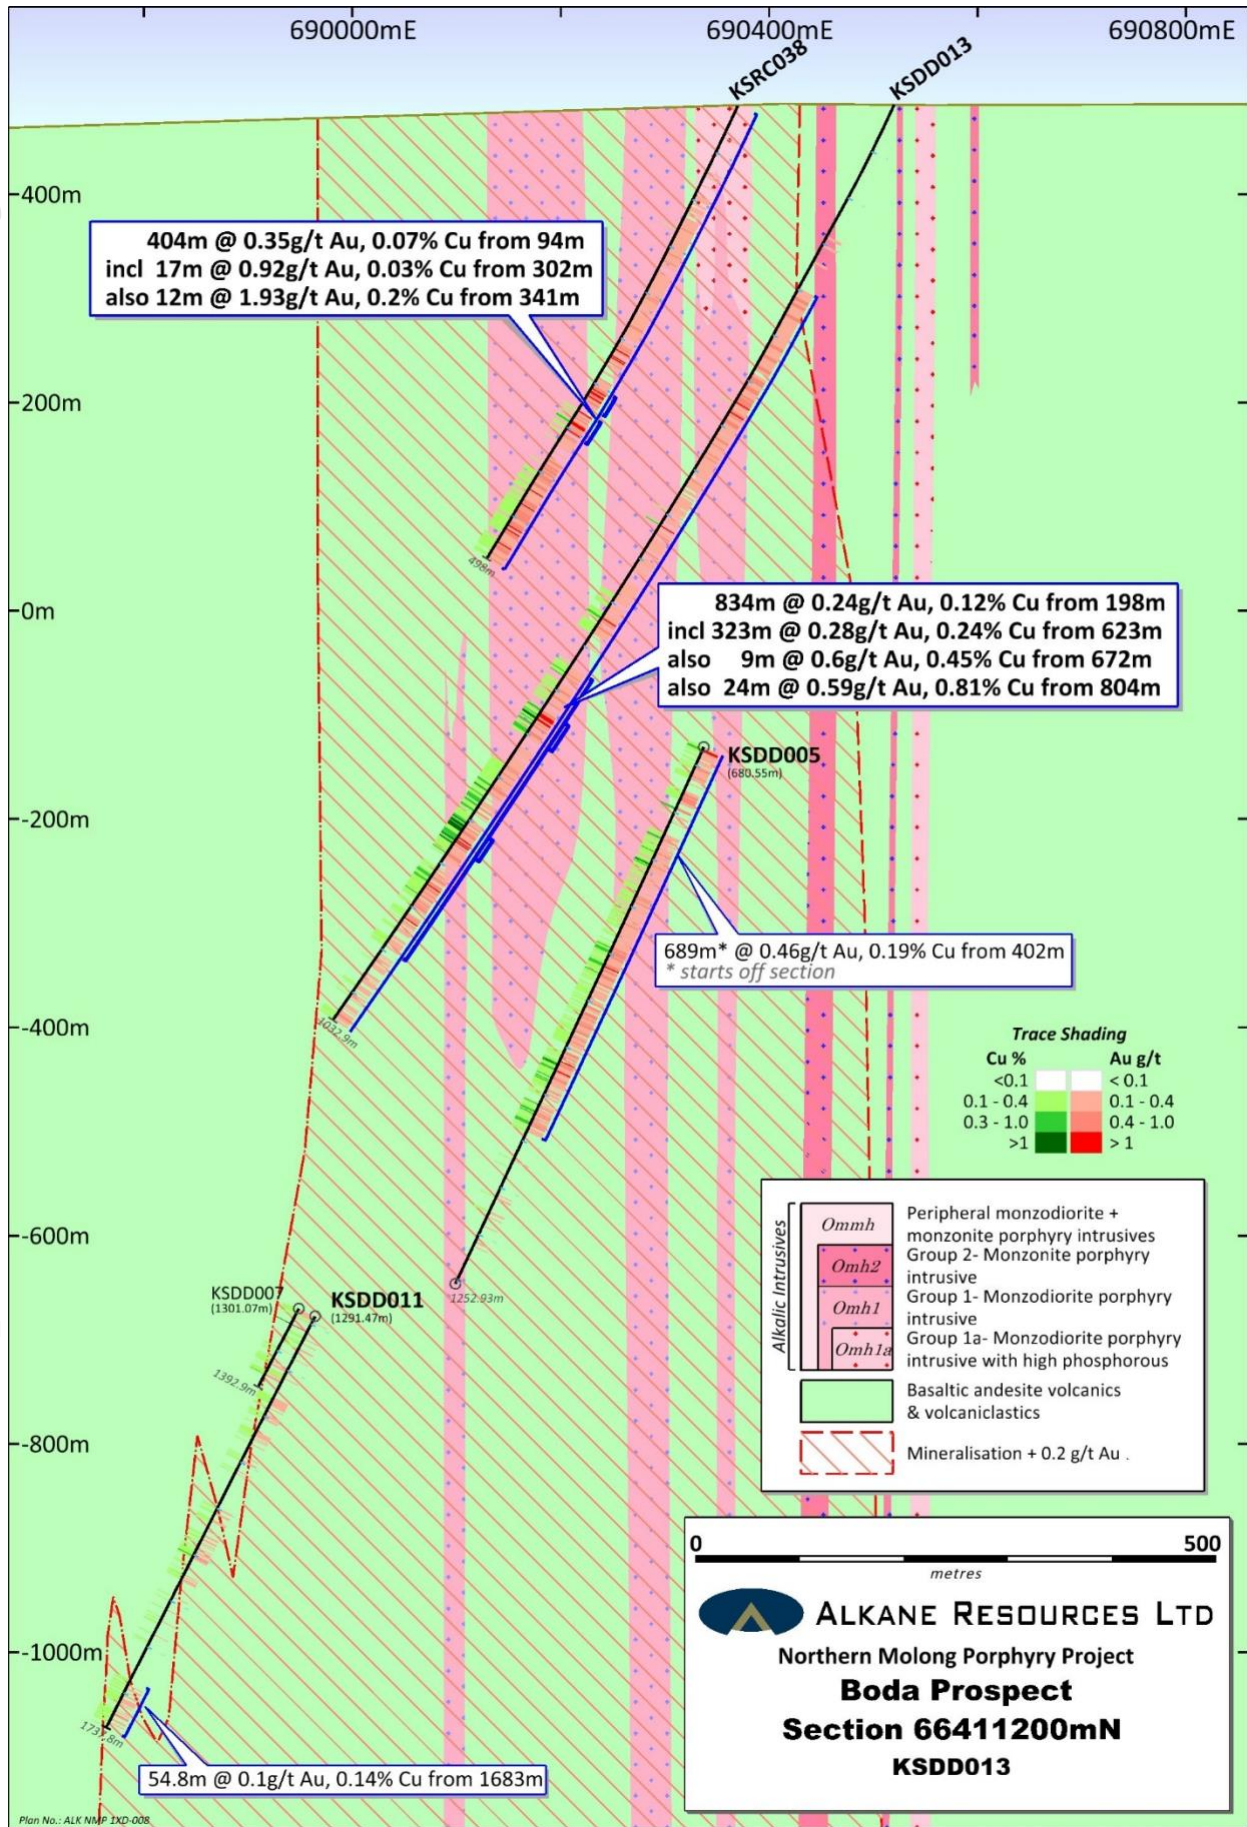 690000mE
690400mE
690800mE
KSRC038
KSDD013
400m
404m @ 0.35g/t Au, 0.07% Cu from 94m
incl 17m @ 0.92g/t Au, 0.03% Cu from 302m
also 12m @ 1.93g/t Au, 0.2% Cu from 341m
200m
498m
0m
834m @ 0.24g/t Au, 0.12% Cu from 198m
incl 323m @ 0.28g/t Au, 0.24% Cu from 623m
also 9m @ 0.6g/t Au, 0.45% Cu from 672m
also 24m @ 0.59g/t Au, 0.81% Cu from 804m
KSDD005
(680.55m)
-200m
689m* @ 0.46g/t Au, 0.19% Cu from 402m
* starts off section
-400m
1032.9m
Trace Shading
Cu % Au g/t
<0.1 < 0.1
0.1 - 0.4 0.1 - 0.4
0.3 - 1.0 0.4 - 1.0
>1 > 1
-600m
1252.93m
KSDD007
(1301.07m)
KSDD011
(1291.47m)
1392.9m
Alkalic Intrusives
Ommh Peripheral monzodiorite +
monzonite porphyry intrusives
Omh2 Group 2- Monzonite porphyry
intrusive
Omh1 Group 1- Monzodiorite porphyry
intrusive
Omh1a Group 1a- Monzodiorite porphyry
intrusive with high phosphorous
Basaltic andesite volcanics
& volcaniclastics
Mineralisation + 0.2 g/t Au .
-800m
-1000m
1737.8m
54.8m @ 0.1g/t Au, 0.14% Cu from 1683m
0 500
metres
ALKANE RESOURCES LTD
Northern Molong Porphyry Project
Boda Prospect
Section 66411200mN
KSDD013
Plan No.: ALK NMP 1XD-008